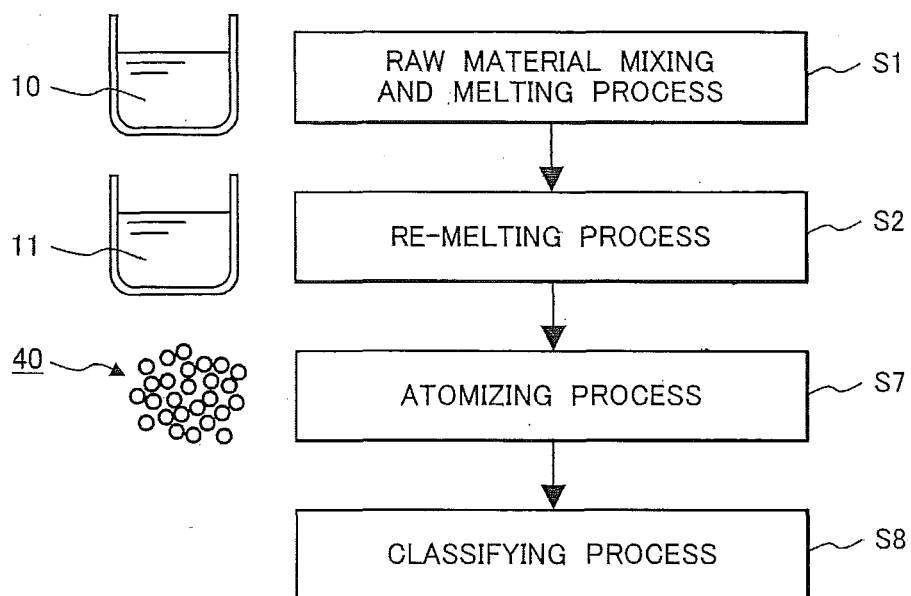 10
RAW MATERIAL MIXING
AND MELTING PROCESS
S1
11
RE-MELTING PROCESS
S2
40
ATOMIZING PROCESS
S7
CLASSIFYING PROCESS
S8